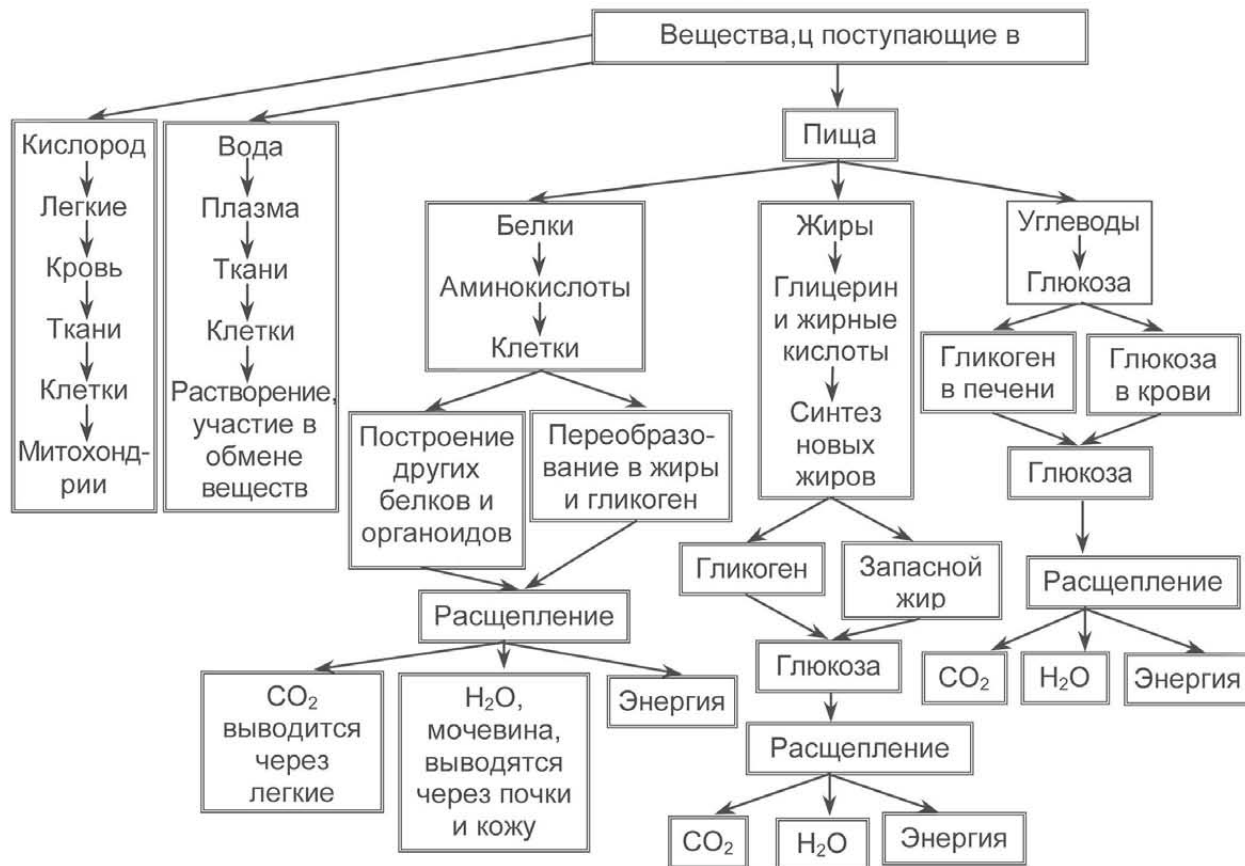 Вещества,ц поступающие в
Кислород
Легкие
Кровь
Ткани
Клетки
Митохонд-
рии
Вода
Плазма
Ткани
Клетки
Растворение,
участие в
обмене
веществ
Пища
Белки
Аминокислоты
Клетки
Построение
других
белков и
органоидов
Переобразо-
вание в жиры
и гликоген
Расщепление
CO₂
выводится
через
легкие
H₂O,
мочевина,
выводятся
через почки
и кожу
Энергия
Жиры
Глицерин
и жирные
кислоты
Синтез
новых
жиров
Гликоген
Запасной
жир
Глюкоза
Расщепление
CO₂
H₂O
Энергия
Углеводы
Глюкоза
Гликоген
в печени
Глюкоза
в крови
Глюкоза
Расщепление
CO₂
H₂O
Энергия